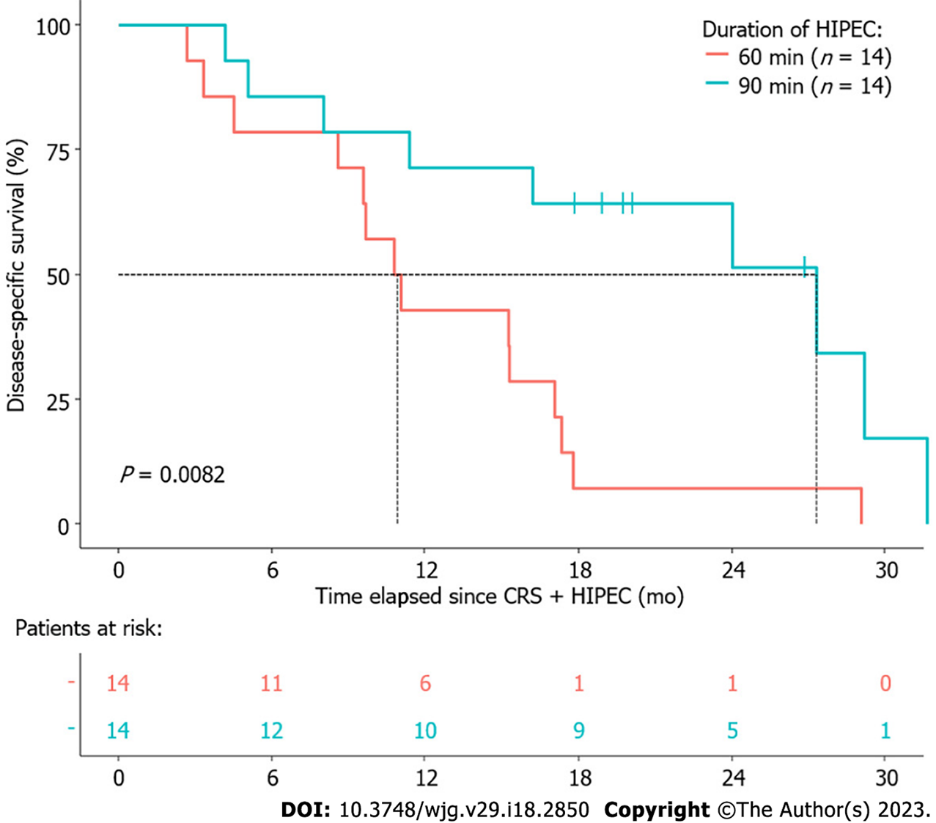 100
75
50
25
0
Disease-specific survival (%)
Duration of HIPEC:
60 min (n = 14)
90 min (n = 14)
P = 0.0082
0 6 12 18 24 30
Time elapsed since CRS + HIPEC (mo)
Patients at risk:
- 14 11 6 1 1 0
- 14 12 10 9 5 1
0 6 12 18 24 30
DOI: 10.3748/wjg.v29.i18.2850 Copyright ©The Author(s) 2023.